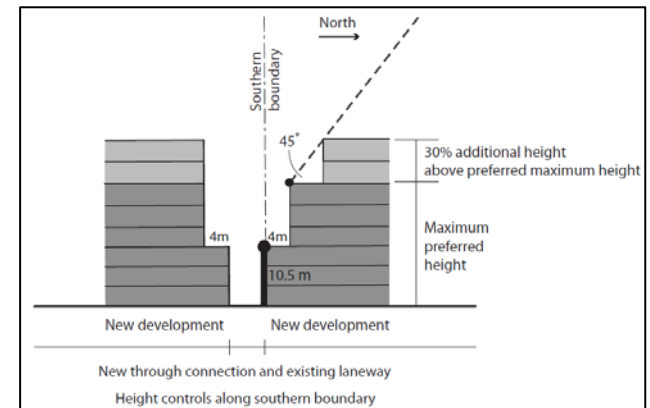 North
Southern
boundary
45°
30% additional height
above preferred maximum height
4m
4m
Maximum
preferred
height
10.5 m
New development
New development
New through connection and existing laneway
Height controls along southern boundary